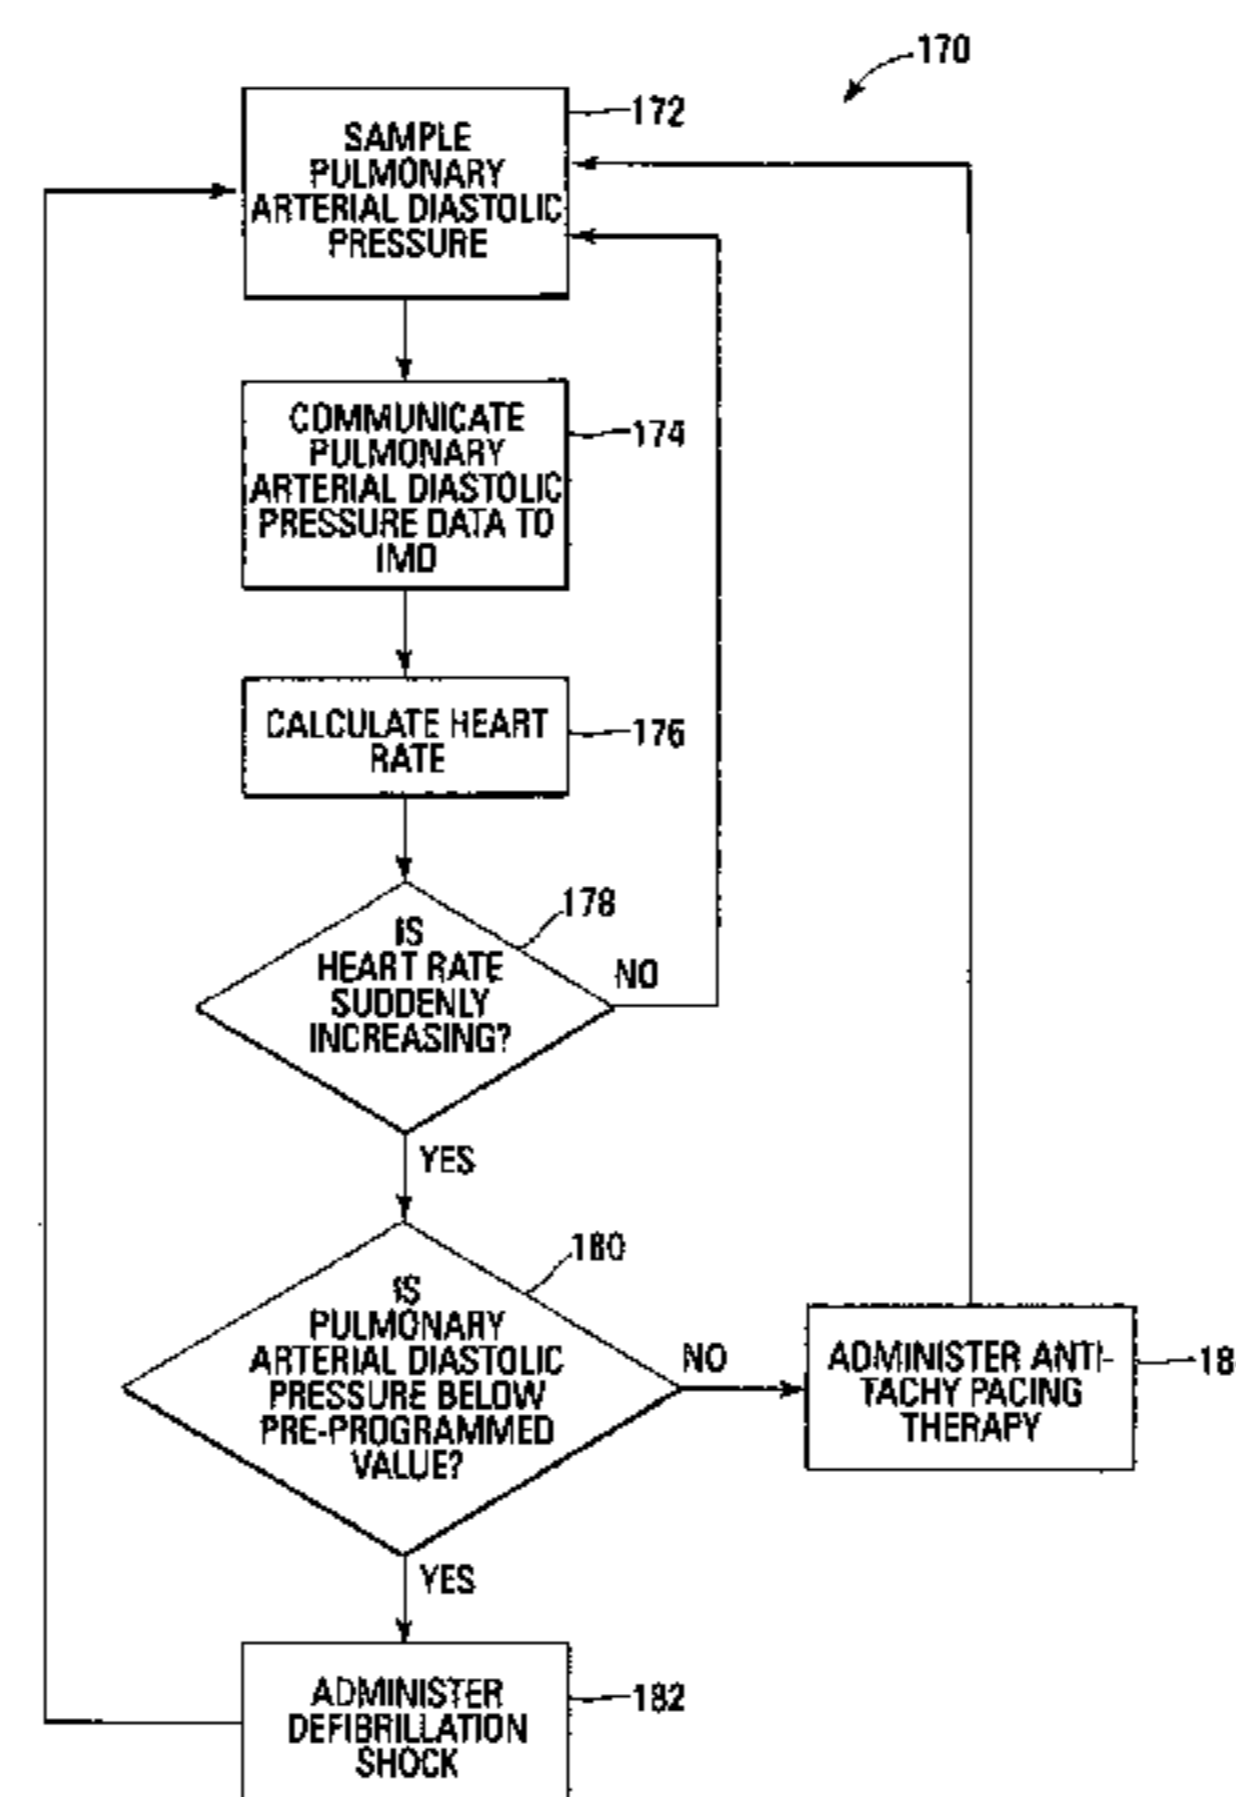 170
172
SAMPLE
PULMONARY
ARTERIAL DIASTOLIC
PRESSURE
COMMUNICATE
PULMONARY
ARTERIAL DIASTOLIC
PRESSURE DATA TO
IMD
174
CALCULATE HEART
RATE
176
178
IS
HEART RATE
SUDDENLY
INCREASING?
NO
YES
180
IS
PULMONARY
ARTERIAL DIASTOLIC
PRESSURE BELOW
PRE-PROGRAMMED
VALUE?
NO
ADMINISTER ANTI-
TACHY PACING
THERAPY
18
YES
ADMINISTER
DEFIBRILLATION
SHOCK
182